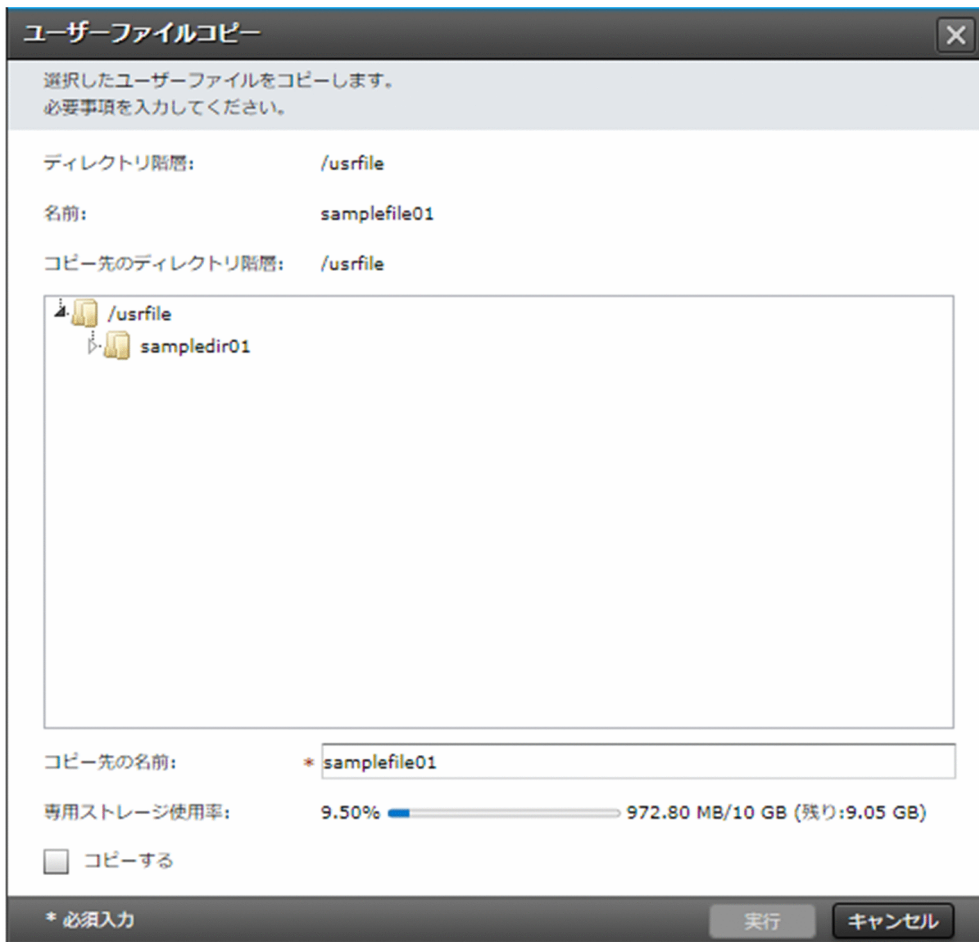 ユーザーファイルコピー
選択したユーザーファイルをコピーします。
必要事項を入力してください。
ディレクトリ階層: /usrfile
名前: samplefile01
コピー先のディレクトリ階層: /usrfile
/usrfile
sampledir01
コピー先の名前: * samplefile01
専用ストレージ使用率: 9.50% 972.80 MB/10 GB (残り:9.05 GB)
コピーする
* 必須入力 実行 キャンセル